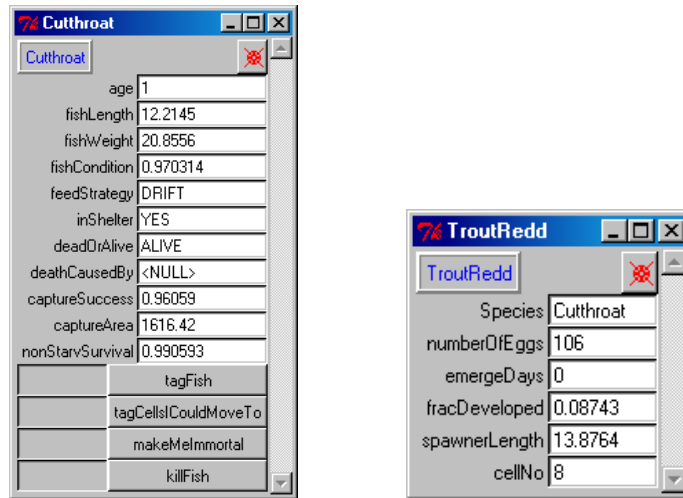 Cutthroat
Cutthroat
age 1
fishLength 12.2145
fishWeight 20.8556
fishCondition 0.970314
feedStrategy DRIFT
inShelter YES
deadOrAlive ALIVE
deathCausedBy <NULL>
captureSuccess 0.96059
captureArea 1616.42
nonStarvSurvival 0.990593
tagFish
tagCellsICouldMoveTo
makeMeImmortal
killFish
TroutRedd
TroutRedd
Species Cutthroat
numberOfEggs 106
emergeDays 0
fracDeveloped 0.08743
spawnerLength 13.8764
cellNo 8